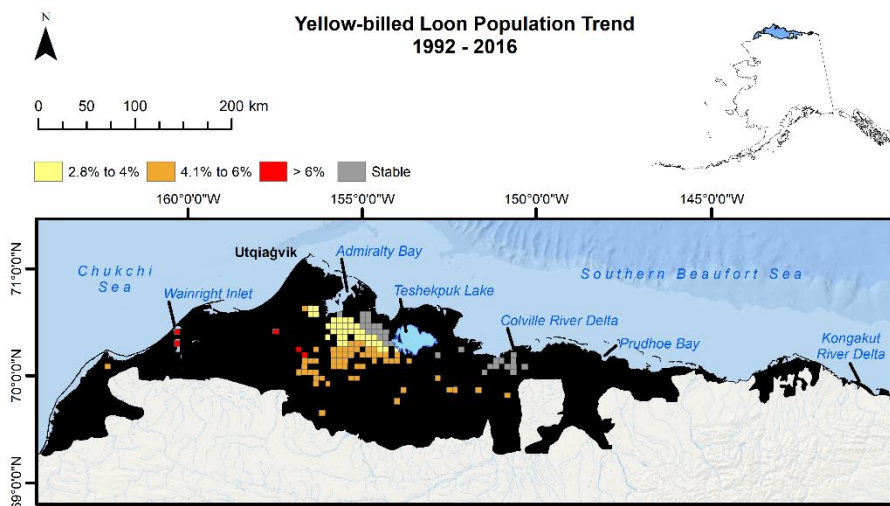 Yellow-billed Loon Population Trend
1992 - 2016
0 50 100 200 km
2.8% to 4% 4.1% to 6% > 6% Stable
160°0'0"W 155°0'0"W 150°0'0"W 145°0'0"W
71°0'0"N
70°0'0"N
69°0'0"N
Utqiaġvik
Admiralty Bay
Chukchi
Sea
Southern Beaufort Sea
Wainright Inlet
Teshekpuk Lake
Colville River Delta
Prudhoe Bay
Kongakut
River Delta